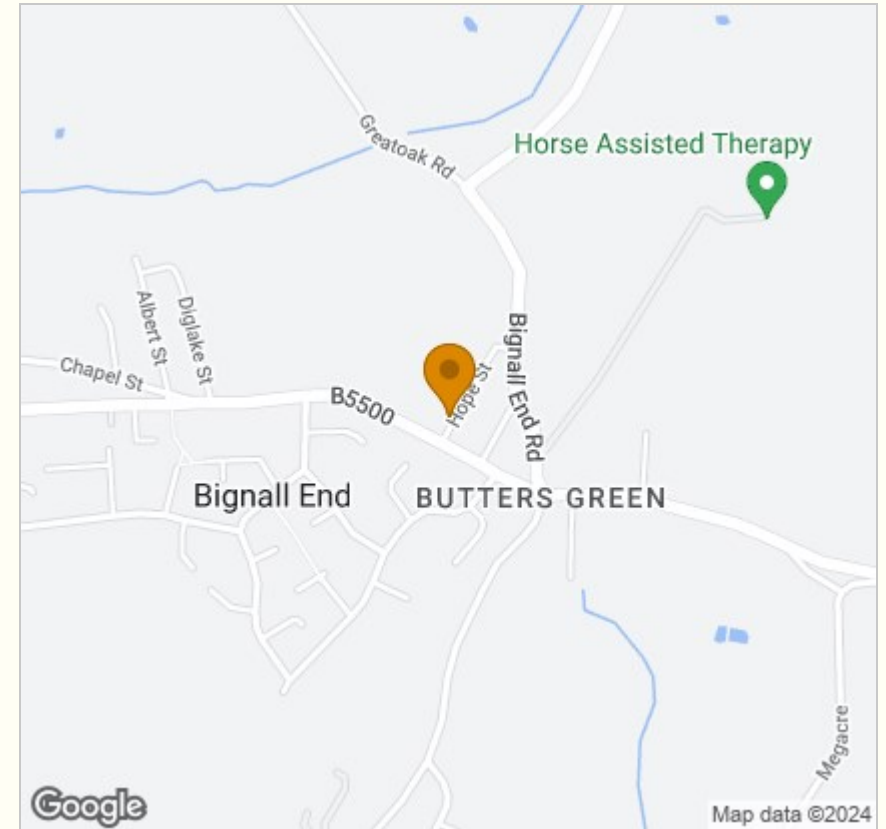 Greatoak Rd
Horse Assisted Therapy
Albert St
Diglake St
Chapel St
B5500
Hope St
Bignall End Rd
Bignall End
BUTTERS GREEN
Megacre
Google
Map data ©2024